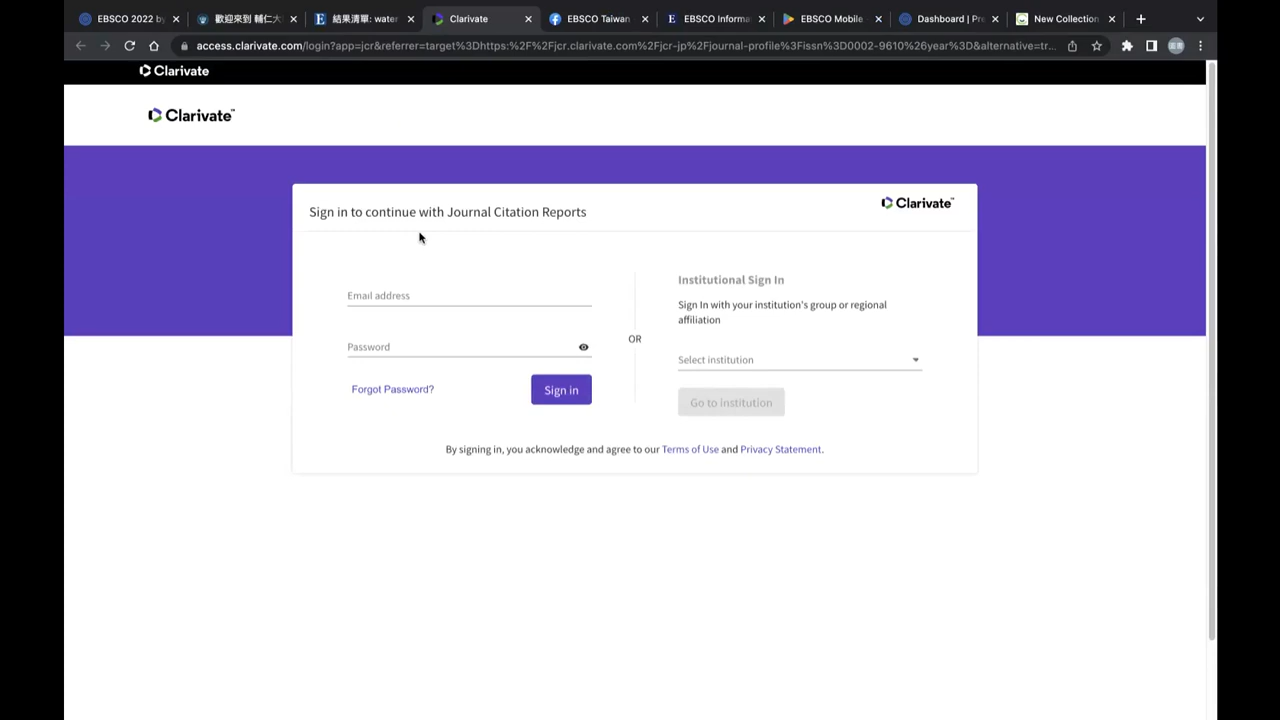 EBSCO 2022 by
歡迎來到 輔仁大
結果清單: water
Clarivate
EBSCO Taiwan
EBSCO Informa
EBSCO Mobile
Dashboard | Pre
New Collection
access.clarivate.com/login?app=jcr&referrer=target%3Dhttps:%2F%2Fjcr.clarivate.com%2Fjcr-jp%2Fjournal-profile%3Fissn%3D0002-9610%26year%3D&alternative=tr...
Clarivate
Clarivate™
Sign in to continue with Journal Citation Reports
Clarivate™
Email address
Password
Forgot Password?
Sign in
OR
Institutional Sign In
Sign In with your institution's group or regional
affiliation
Select institution
Go to institution
By signing in, you acknowledge and agree to our Terms of Use and Privacy Statement.